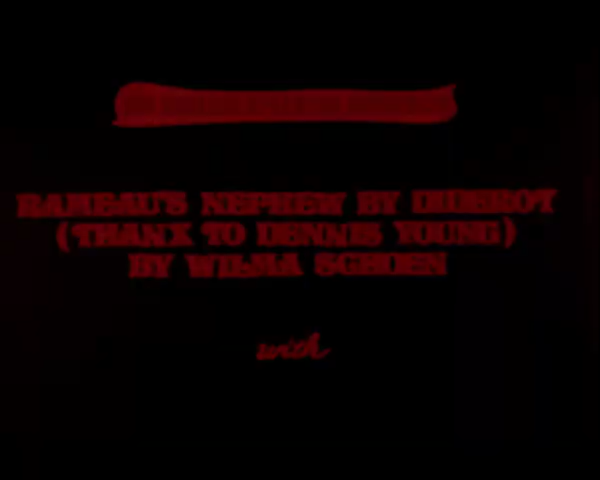 RAMEAU'S NEPHEW BY DIDEROT
(THANX TO DENNIS YOUNG)
BY WILMA SCHOEN
with